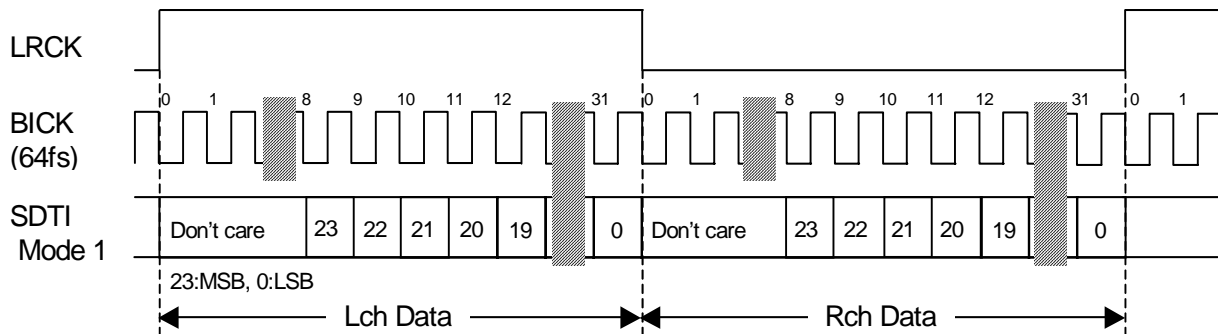 LRCK
0 1 8 9 10 11 12 31 0 1 8 9 10 11 12 31 0 1
BICK
(64fs)
SDTI
Mode 1
Don't care 23 22 21 20 19 0 Don't care 23 22 21 20 19 0
23:MSB, 0:LSB
Lch Data Rch Data